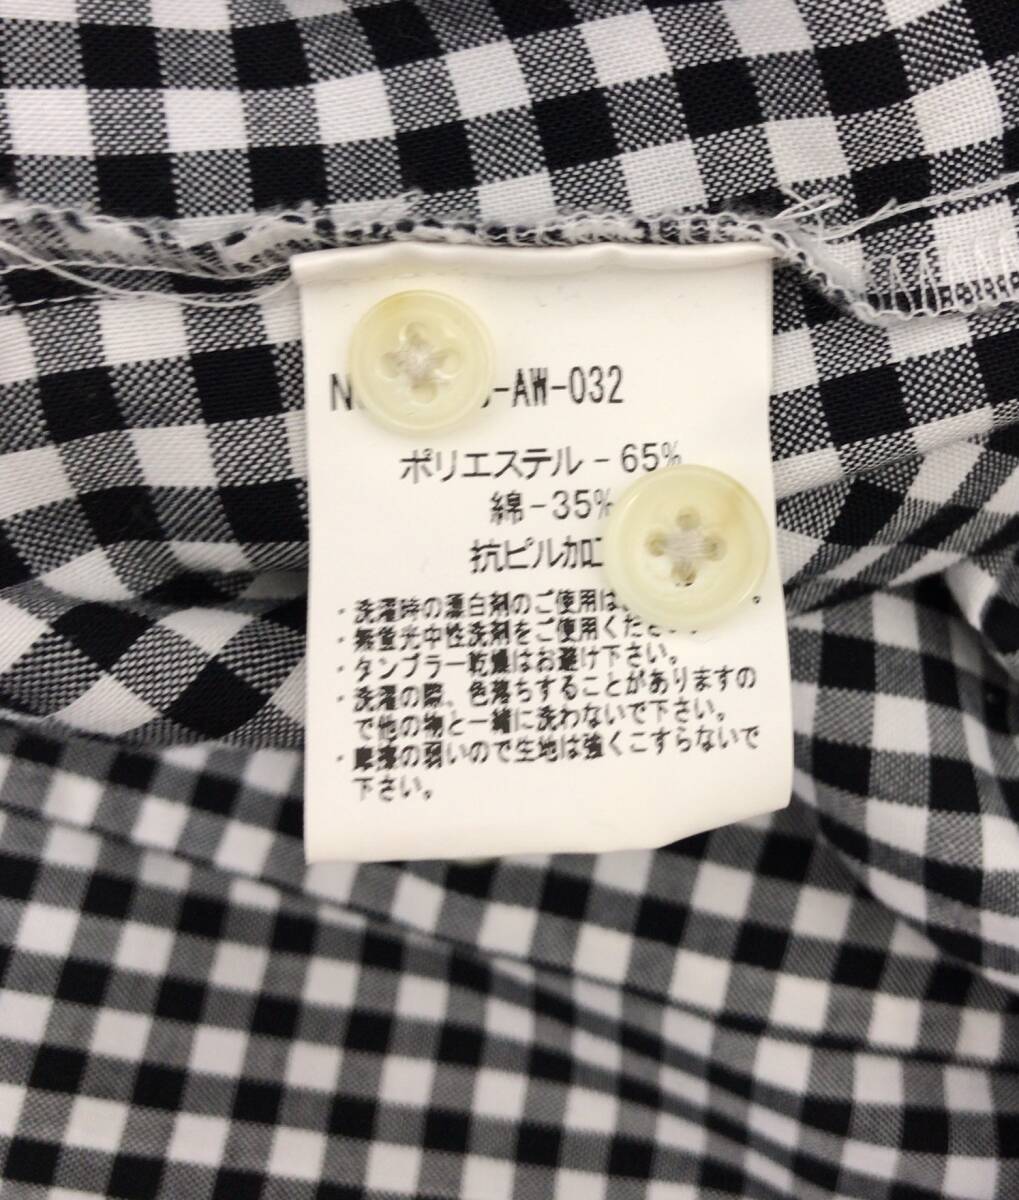 -AW-032
ポリエステル - 65%
綿 - 35%
抗ピル加工
・洗濯時の漂白剤のご使用は 。
・無蛍光中性洗剤をご使用ください。
・タンブラー乾燥はお避け下さい。
・洗濯の際、色落ちすることがありますの
で他の物と一緒に洗わないで下さい。
・摩擦の弱いので生地は強くこすらないで
下さい。